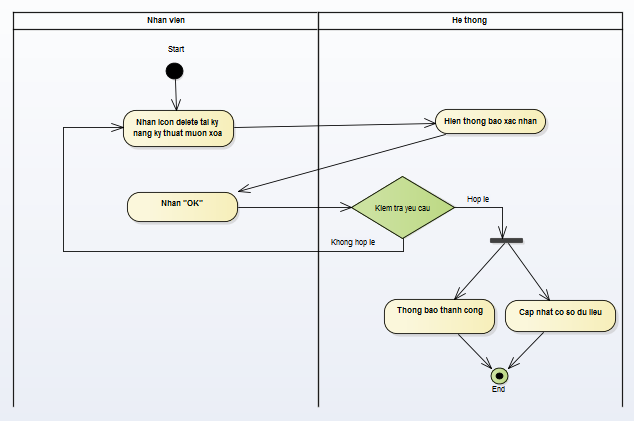 Nhan vien
He thong
Start
Nhan icon delete tai ky
nang ky thuat muon xoa
Hien thong bao xac nhan
Nhan "OK"
Kiem tra yeu cau
Hop le
Khong hop le
Thong bao thanh cong
Cap nhat co so du lieu
End